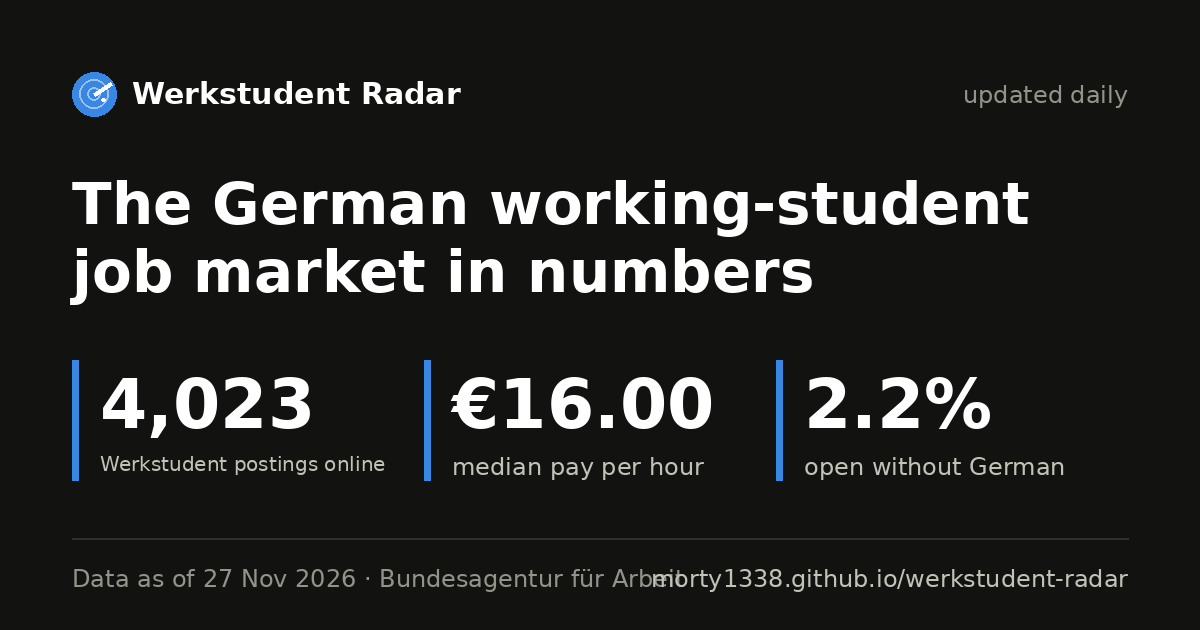 Werkstudent Radar
updated daily
The German working-student
job market in numbers
4,023
Werkstudent postings online
€16.00
median pay per hour
2.2%
open without German
Data as of 27 Nov 2026 · Bundesagentur für Arbeit
morty1338.github.io/werkstudent-radar